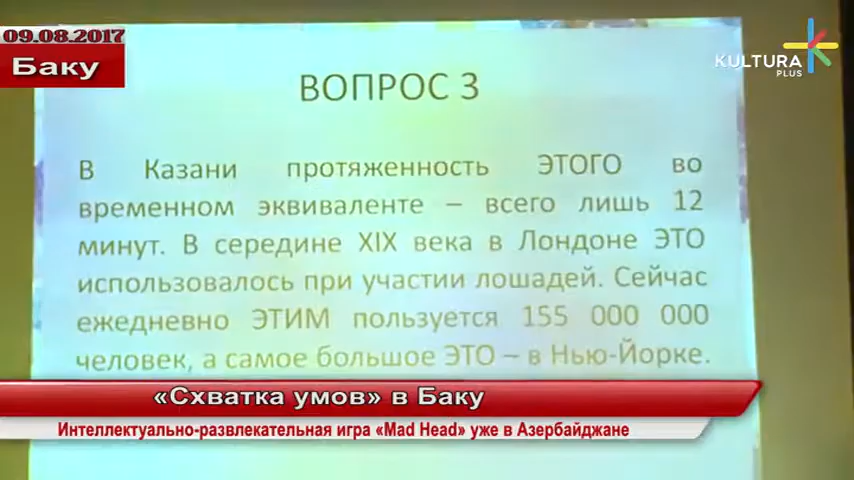 09.08.2017
Баку
KULTURA
PLUS
ВОПРОС 3
В Казани протяженность ЭТОГО во
временном эквиваленте – всего лишь 12
минут. В середине XIX века в Лондоне ЭТО
использовалось при участии лошадей. Сейчас
ежедневно ЭТИМ пользуется 155 000 000
человек, а самое большое ЭТО – в Нью-Йорке.
«Схватка умов» в Баку
Интеллектуально-развлекательная игра «Mad Head» уже в Азербайджане